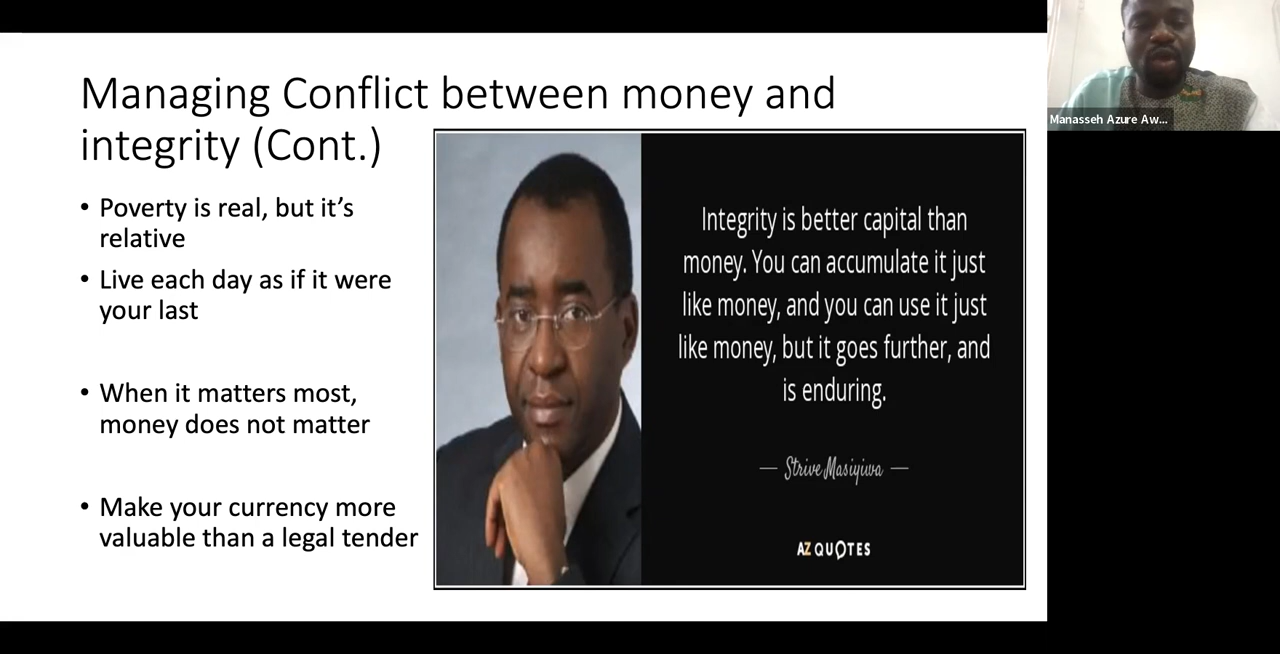 Managing Conflict between money and
integrity (Cont.)
• Poverty is real, but it’s
relative
• Live each day as if it were
your last
• When it matters most,
money does not matter
• Make your currency more
valuable than a legal tender
Integrity is better capital than
money. You can accumulate it just
like money, and you can use it just
like money, but it goes further, and
is enduring.
— Strive Masiyiwa —
AZ QUOTES
Manasseh Azure Aw...